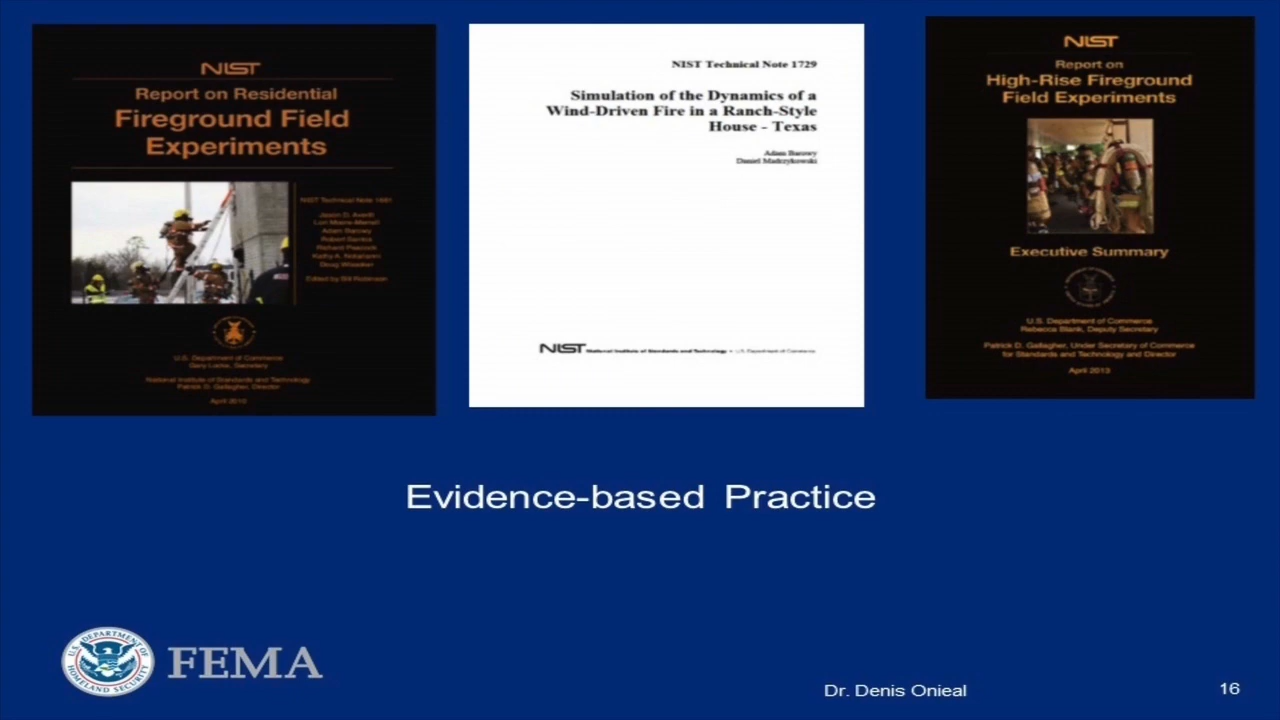 NIST
Report on Residential
Fireground Field
Experiments
NIST Technical Note 1661
Jason D. Averill
Lori Moore-Merrell
Adam Barowy
Robert Santos
Richard Peacock
Kathy A. Notarianni
Doug Wissoker
Edited by Bill Robinson
U.S. Department of Commerce
Gary Locke, Secretary
National Institute of Standards and Technology
Patrick D. Gallagher, Director
April 2010
NIST Technical Note 1729
Simulation of the Dynamics of a
Wind-Driven Fire in a Ranch-Style
House - Texas
Adam Barowy
Daniel Madrzykowski
NIST National Institute of Standards and Technology • U.S. Department of Commerce
NIST
Report on
High-Rise Fireground
Field Experiments
Executive Summary
U.S. Department of Commerce
Rebecca Blank, Deputy Secretary
Patrick D. Gallagher, Under Secretary of Commerce
for Standards and Technology and Director
April 2013
Evidence-based Practice
U.S. DEPARTMENT OF
HOMELAND SECURITY
FEMA
Dr. Denis Onieal
16